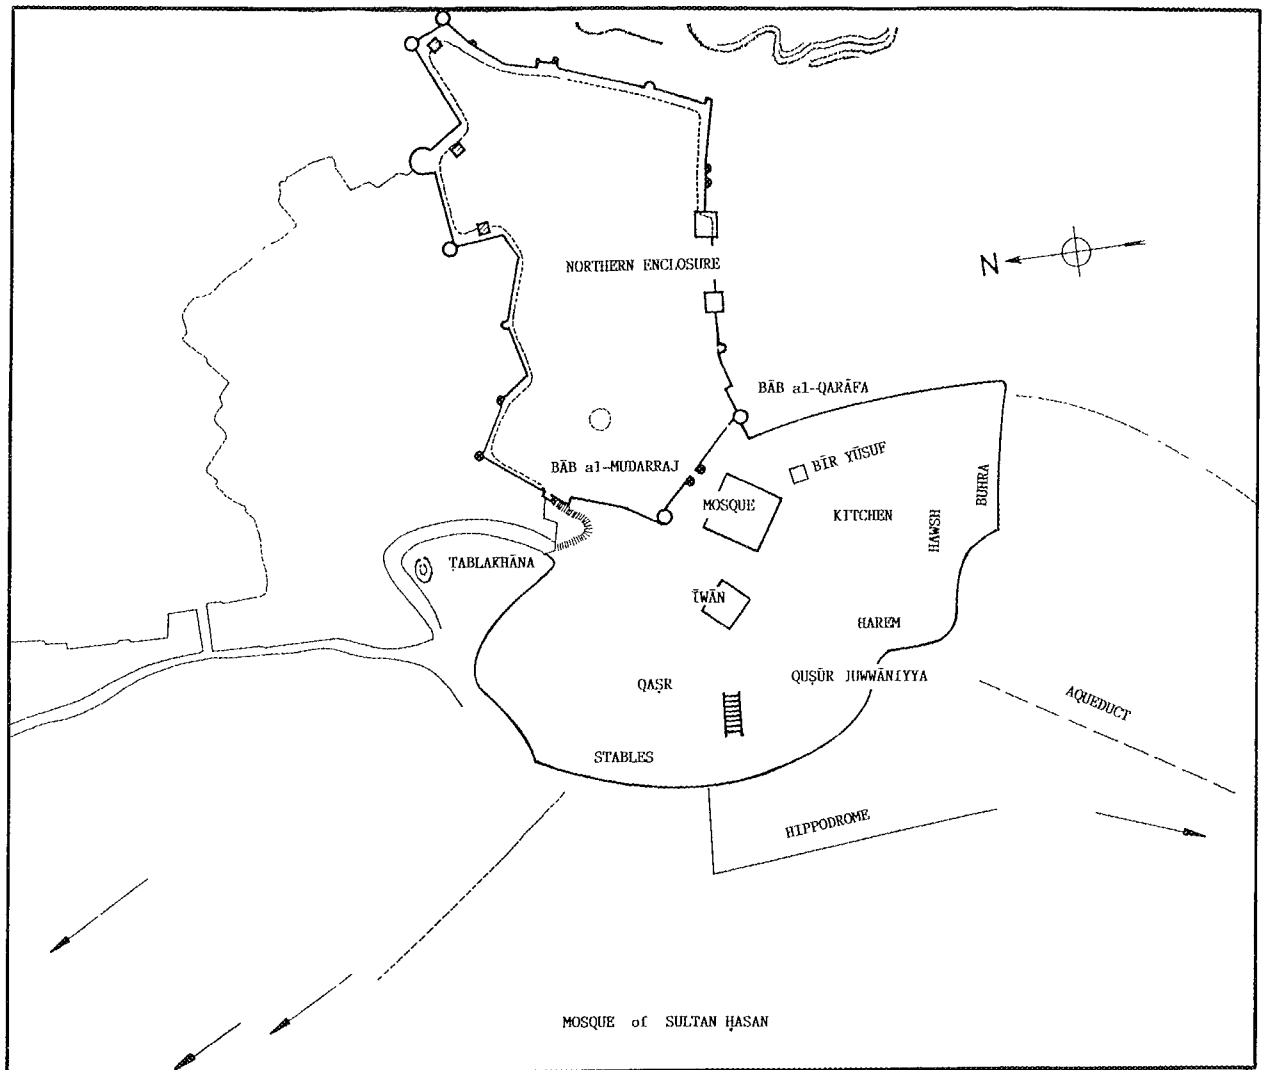 NORTHERN ENCLOSURE
N
BĀB al-QARĀFA
BĪR YŪSUF
BĀB al-MUDARRAJ
BUHRA
MOSQUE
KITCHEN
HAWSH
ṬABLAKHĀNA
ĪWĀN
HAREM
QAṢR
QUṢŪR JUWWĀNIYYA
AQUEDUCT
STABLES
HIPPODROME
MOSQUE of SULTAN ḤASAN